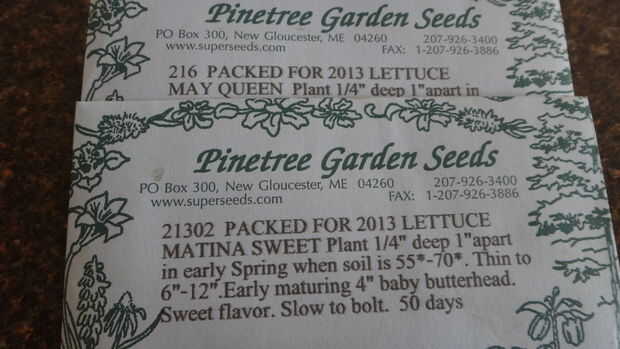 Pinetree Garden Seeds
PO Box 300, New Gloucester, ME 04260 207-926-3400
www.superseeds.com FAX: 1-207-926-3886
216 PACKED FOR 2013 LETTUCE
MAY QUEEN Plant 1/4" deep 1"apart in
Pinetree Garden Seeds
PO Box 300, New Gloucester, ME 04260 207-926-3400
www.superseeds.com FAX: 1-207-926-3886
21302 PACKED FOR 2013 LETTUCE
MATINA SWEET Plant 1/4" deep 1"apart
in early Spring when soil is 55*-70*. Thin to
6"-12".Early maturing 4" baby butterhead.
Sweet flavor. Slow to bolt. 50 days